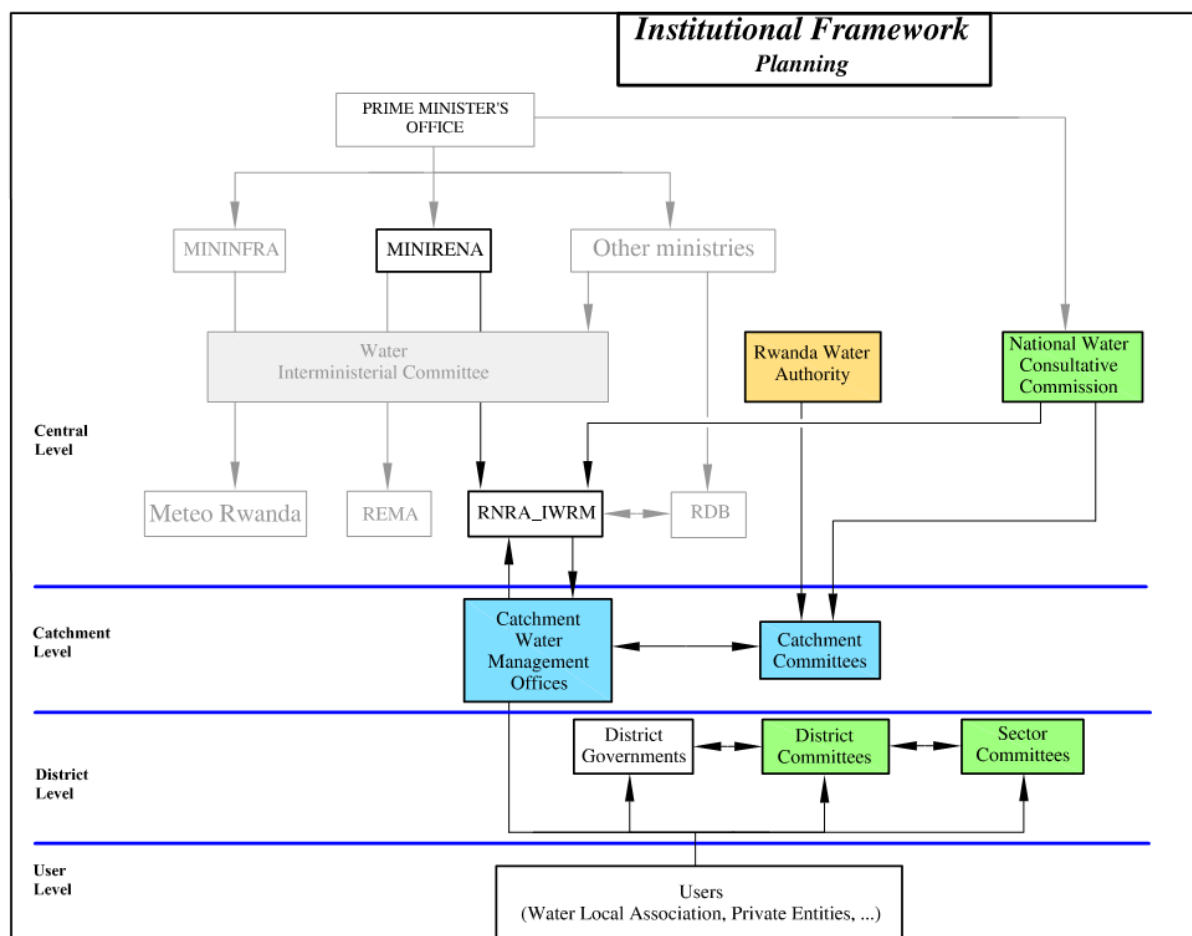 Institutional Framework
Planning
PRIME MINISTER'S
OFFICE
MININFRA
MINIRENA
Other ministries
Water
Interministerial Committee
Rwanda Water
Authority
National Water
Consultative
Commission
Central
Level
Meteo Rwanda
REMA
RNRA_IWRM
RDB
Catchment
Level
Catchment
Water
Management
Offices
Catchment
Committees
District
Level
District
Governments
District
Committees
Sector
Committees
User
Level
Users
(Water Local Association, Private Entities, ...)